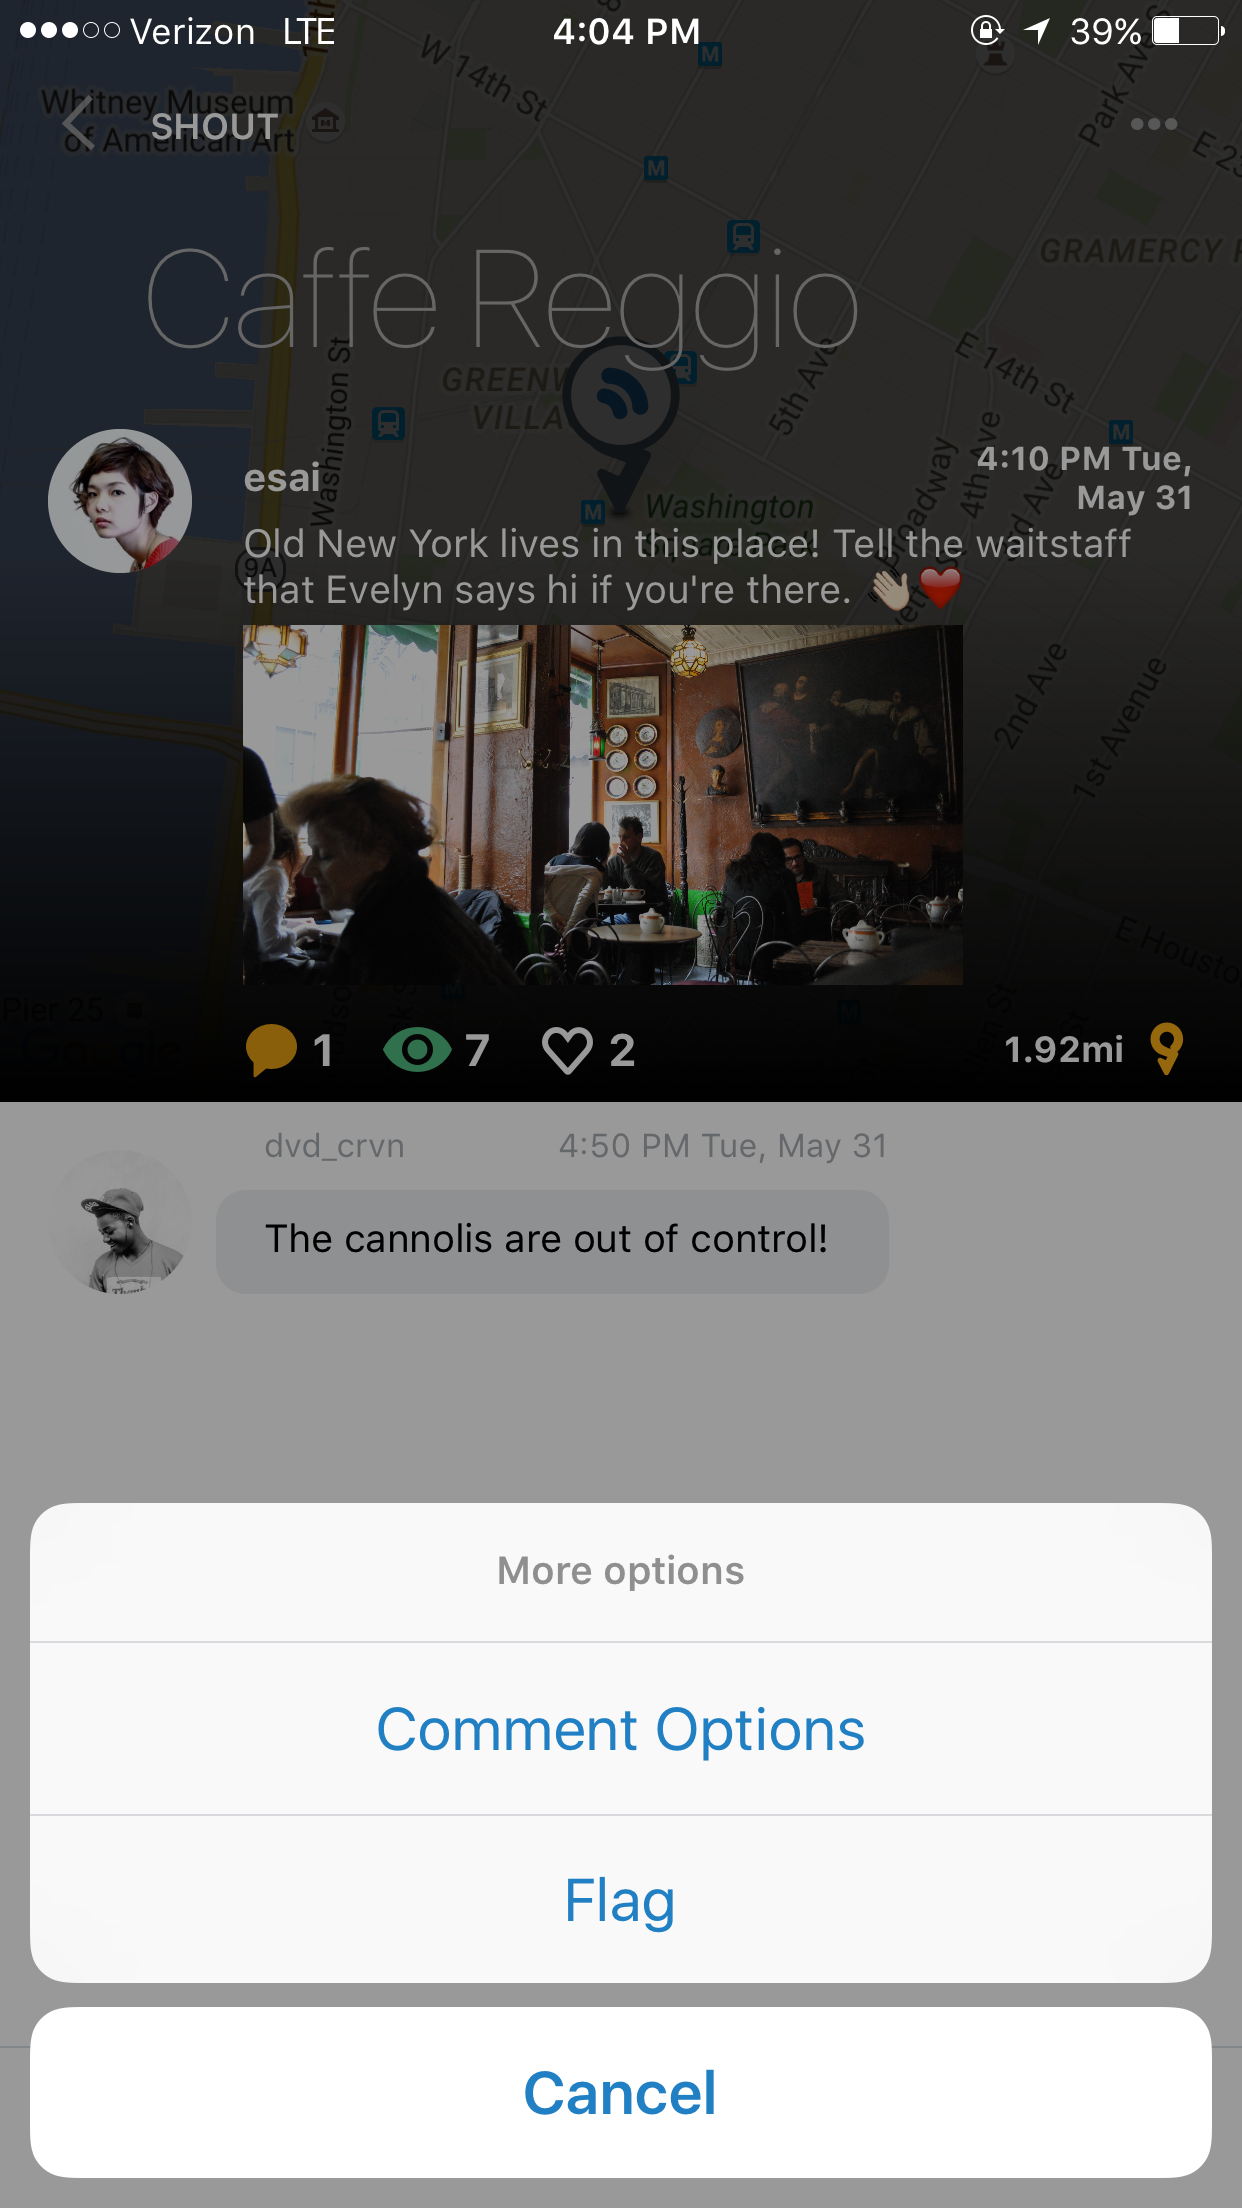 Verizon LTE 4:04 PM 39%
W 14th St
Park Ave S
Whitney Museum
of American Art
SHOUT
M
GRAMERCY
Caffe Reggio
E 14th St
Washington St
5th Ave
M
esai
4:10 PM Tue,
May 31
M
Washington
Broadway
4th Ave
3rd Ave
Old New York lives in this place! Tell the waitstaff
9A
that Evelyn says hi if you're there. 👋🏻❤️
2nd Ave
1st Avenue
Pier 25
Google
1 7 2 1.92mi
dvd_crvn 4:50 PM Tue, May 31
The cannolis are out of control!
More options
Comment Options
Flag
Cancel